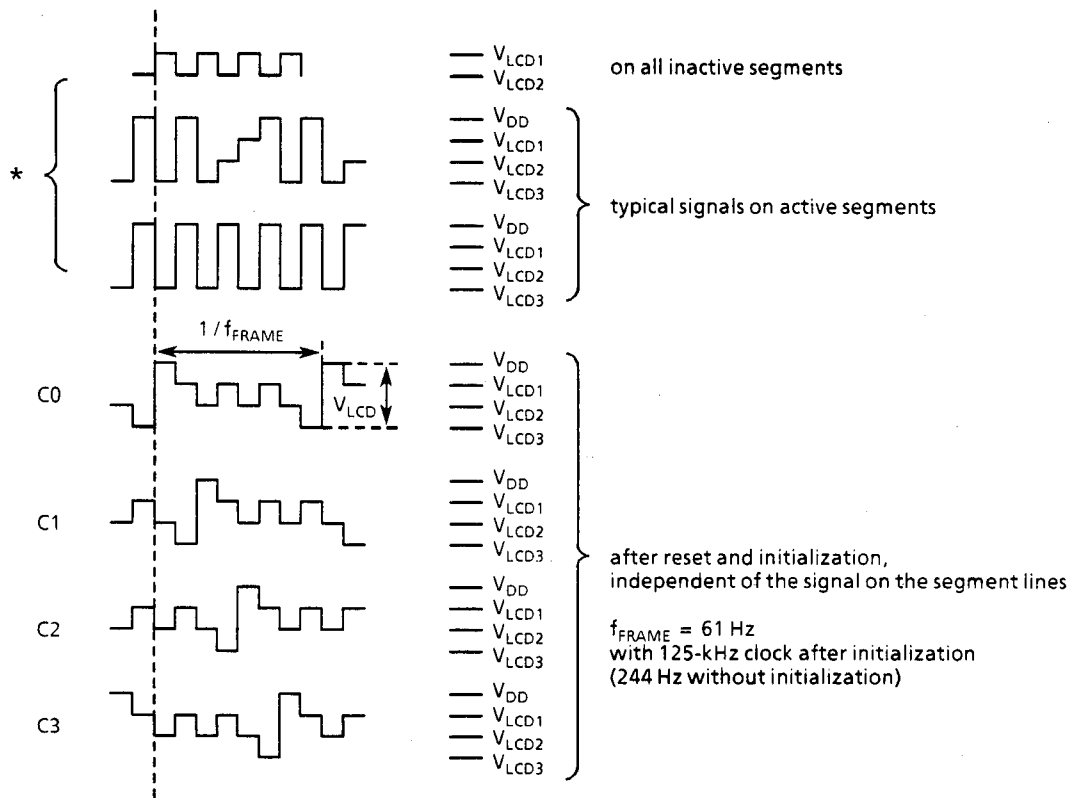 V_LCD1
V_LCD2
on all inactive segments
*
V_DD
V_LCD1
V_LCD2
V_LCD3
typical signals on active segments
V_DD
V_LCD1
V_LCD2
V_LCD3
1 / f_FRAME
C0
V_LCD
V_DD
V_LCD1
V_LCD2
V_LCD3
C1
V_DD
V_LCD1
V_LCD2
V_LCD3
after reset and initialization,
independent of the signal on the segment lines
C2
V_DD
V_LCD1
V_LCD2
V_LCD3
f_FRAME = 61 Hz
with 125-kHz clock after initialization
(244 Hz without initialization)
C3
V_DD
V_LCD1
V_LCD2
V_LCD3